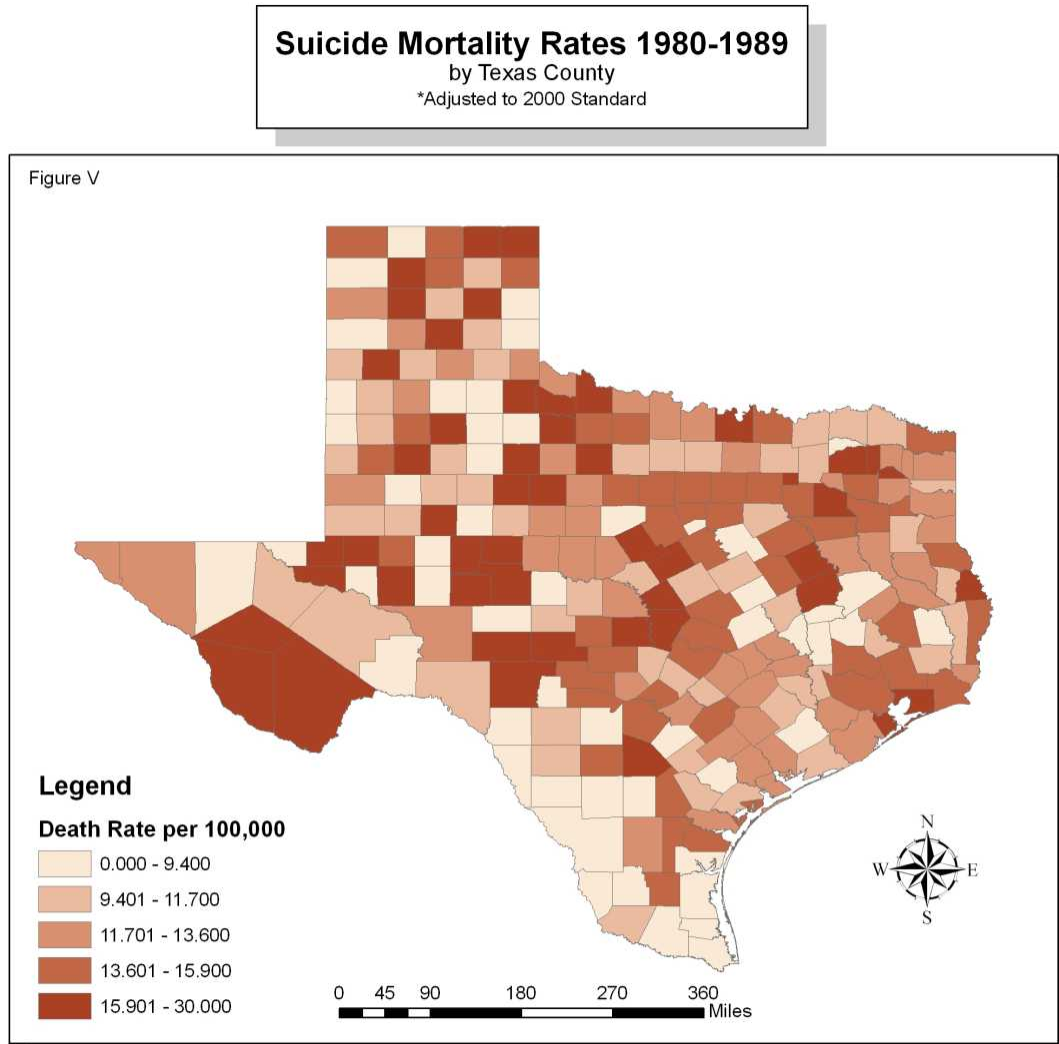 Suicide Mortality Rates 1980-1989
by Texas County
*Adjusted to 2000 Standard
Figure V
Legend
Death Rate per 100,000
0.000 - 9.400
9.401 - 11.700
11.701 - 13.600
13.601 - 15.900
15.901 - 30.000
N
W E
S
0 45 90 180 270 360
Miles